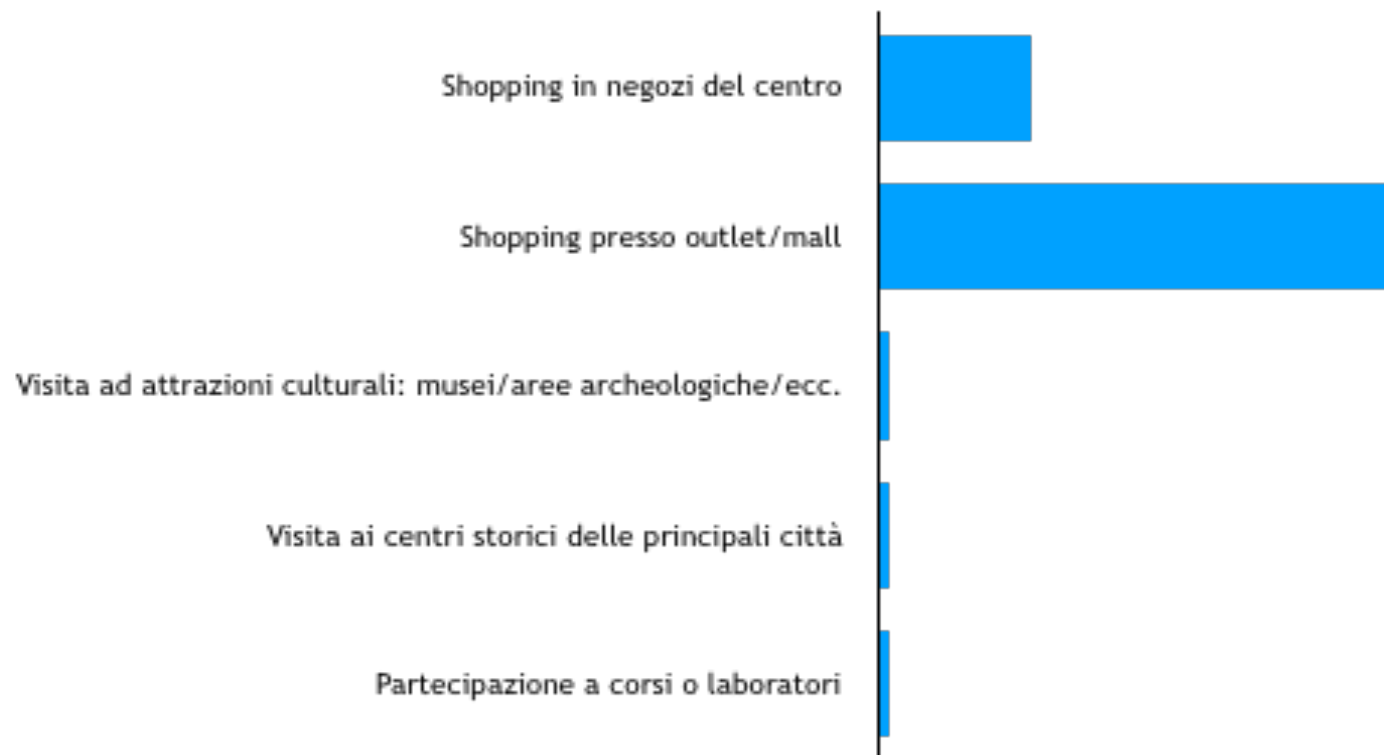 Shopping in negozi del centro
Shopping presso outlet/mall
Visita ad attrazioni culturali: musei/aree archeologiche/ecc.
Visita ai centri storici delle principali città
Partecipazione a corsi o laboratori